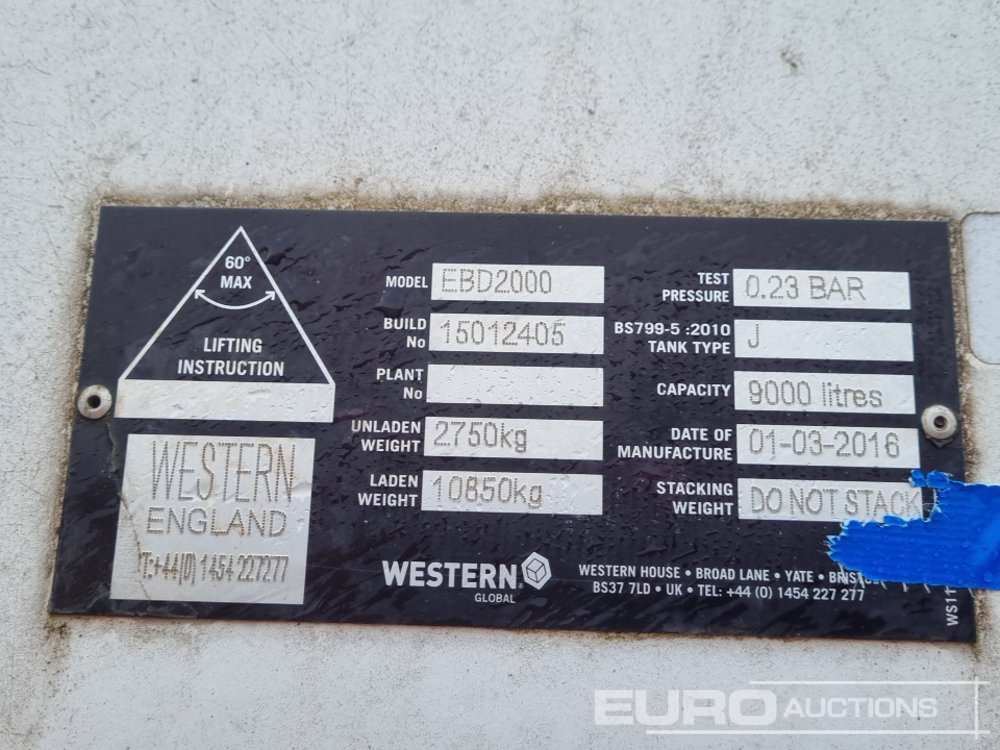 60°
MAX
LIFTING
INSTRUCTION
WESTERN
ENGLAND
T:+44(0) 1454 227277
MODEL EBD2000
BUILD No 15012405
PLANT No
UNLADEN WEIGHT 2750kg
LADEN WEIGHT 10850kg
TEST PRESSURE 0.23 BAR
BS799-5 :2010 TANK TYPE J
CAPACITY 9000 litres
DATE OF MANUFACTURE 01-03-2016
STACKING WEIGHT DO NOT STACK
WESTERN
GLOBAL
WESTERN HOUSE • BROAD LANE • YATE • BRISTOL
BS37 7LD • UK • TEL: +44 (0) 1454 227 277
EURO AUCTIONS